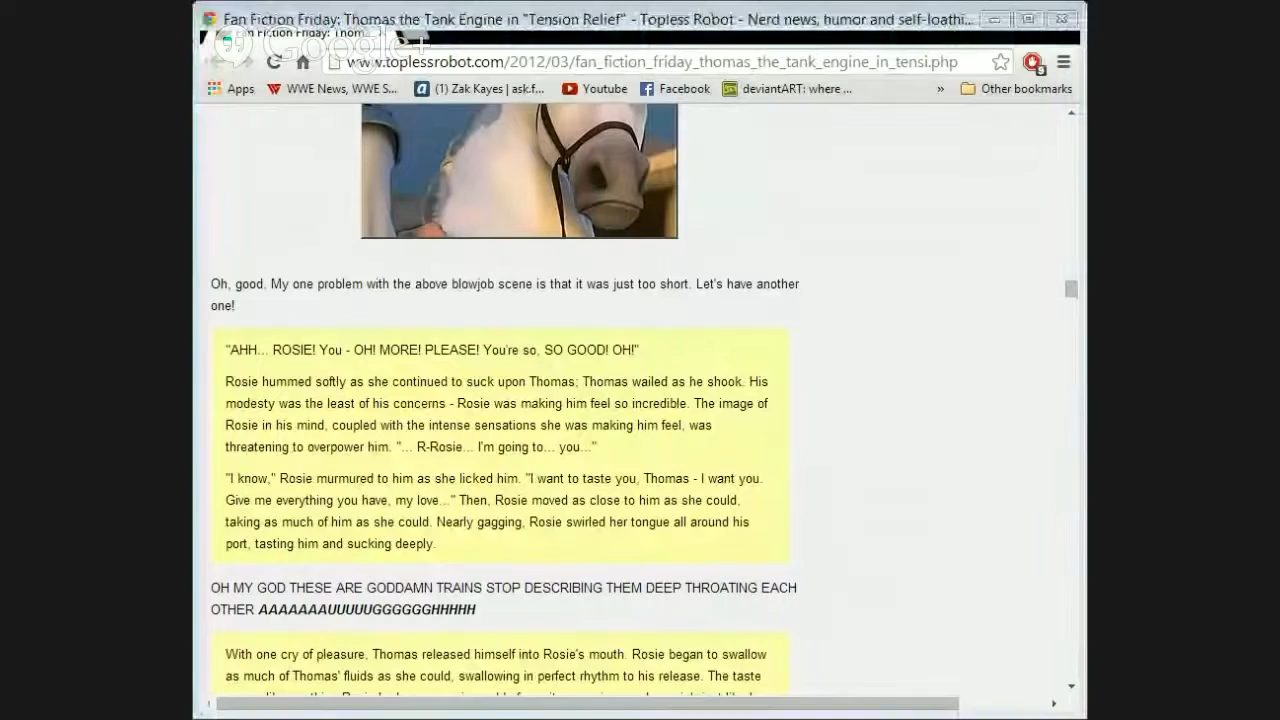 Fan Fiction Friday: Thomas the Tank Engine in "Tension Relief" - Topless Robot - Nerd news, humor and self-loathi...
Fan Fiction Friday: Thom
Google+
www.toplessrobot.com/2012/03/fan_fiction_friday_thomas_the_tank_engine_in_tensi.php
9
Apps
WWE News, WWE S...
(1) Zak Kayes | ask.f...
Youtube
Facebook
deviantART: where ...
»
Other bookmarks
Oh, good. My one problem with the above blowjob scene is that it was just too short. Let's have another
one!
"AHH... ROSIE! You - OH! MORE! PLEASE! You're so, SO GOOD! OH!"
Rosie hummed softly as she continued to suck upon Thomas; Thomas wailed as he shook. His
modesty was the least of his concerns - Rosie was making him feel so incredible. The image of
Rosie in his mind, coupled with the intense sensations she was making him feel, was
threatening to overpower him. "... R-Rosie... I'm going to... you..."
"I know," Rosie murmured to him as she licked him. "I want to taste you, Thomas - I want you.
Give me everything you have, my love..." Then, Rosie moved as close to him as she could,
taking as much of him as she could. Nearly gagging, Rosie swirled her tongue all around his
port, tasting him and sucking deeply.
OH MY GOD THESE ARE GODDAMN TRAINS STOP DESCRIBING THEM DEEP THROATING EACH
OTHER AAAAAAAUUUUUGGGGGGHHHHH
With one cry of pleasure, Thomas released himself into Rosie's mouth. Rosie began to swallow
as much of Thomas' fluids as she could, swallowing in perfect rhythm to his release. The taste